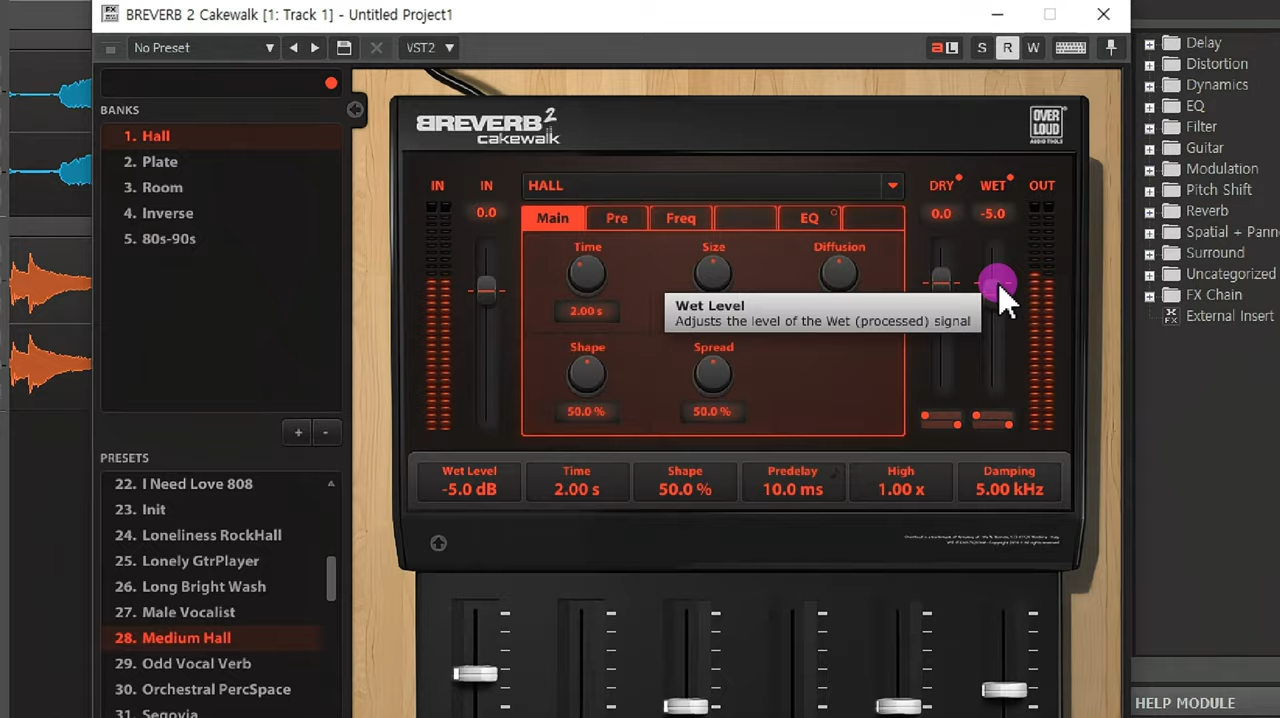 BREVERB 2 Cakewalk [1: Track 1] - Untitled Project1
No Preset
VST2
a L
S
R
W
BANKS
1. Hall
2. Plate
3. Room
4. Inverse
5. 80s-90s
+
-
PRESETS
22. I Need Love 808
23. Init
24. Loneliness RockHall
25. Lonely GtrPlayer
26. Long Bright Wash
27. Male Vocalist
28. Medium Hall
29. Odd Vocal Verb
30. Orchestral PercSpace
31. Segovia
BREVERB 2
cakewalk
OVER
LOUD
AUDIO TOOLS
IN
IN
0.0
HALL
DRY
WET
OUT
0.0
-5.0
Main
Pre
Freq
EQ
Time
Size
Diffusion
2.00 s
Wet Level
Adjusts the level of the Wet (processed) signal
Shape
Spread
50.0 %
50.0 %
Wet Level
-5.0 dB
Time
2.00 s
Shape
50.0 %
Predelay
10.0 ms
High
1.00 x
Damping
5.00 kHz
Delay
Distortion
Dynamics
EQ
Filter
Guitar
Modulation
Pitch Shift
Reverb
Spatial + Pann
Surround
Uncategorized
FX Chain
External Insert
HELP MODULE